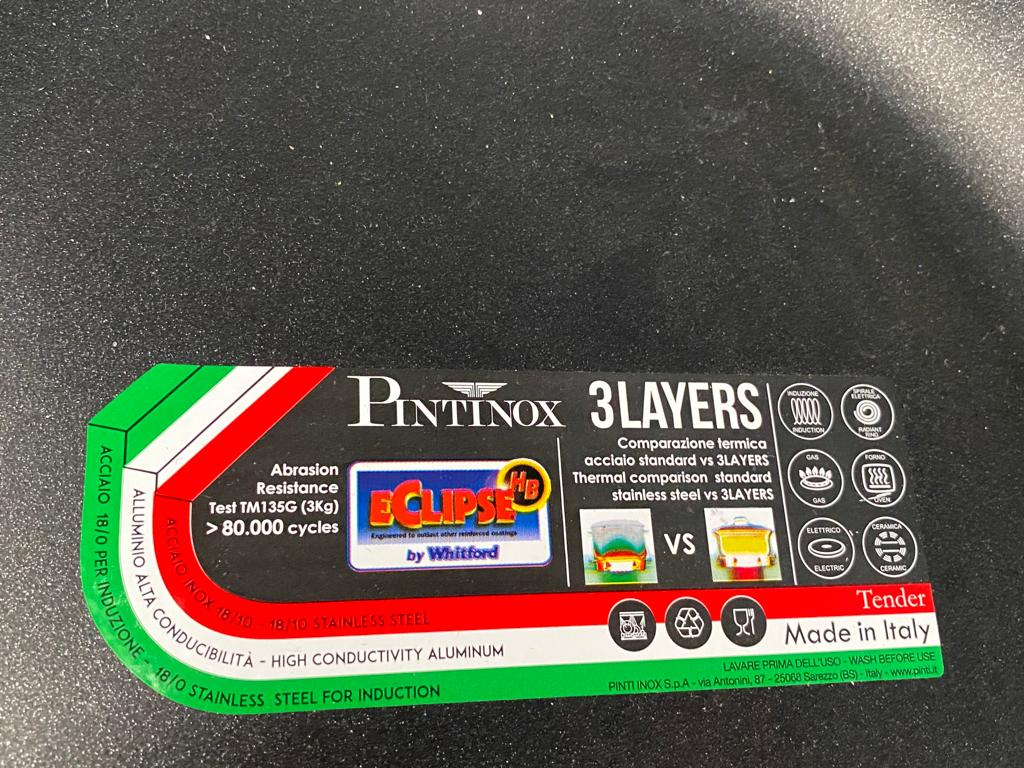 PINTINOX
3 LAYERS
Comparazione termica
acciaio standard vs 3LAYERS
Thermal comparison standard
stainless steel vs 3LAYERS
VS
Abrasion
Resistance
Test TM135G (3Kg)
> 80.000 cycles
ECLIPSE HB
Engineered to outlast other reinforced coatings
by Whitford
INDUZIONE
INDUCTION
SPIRALE
ELETTRICA
RADIANT
RING
GAS
GAS
FORNO
OVEN
ELETTRICO
ELECTRIC
CERAMICA
CERAMIC
ACCIAIO INOX 18/10 - 18/10 STAINLESS STEEL
ALLUMINIO ALTA CONDUCIBILITÀ - HIGH CONDUCTIVITY ALUMINUM
ACCIAIO 18/0 PER INDUZIONE - 18/0 STAINLESS STEEL FOR INDUCTION
Tender
Made in Italy
LAVARE PRIMA DELL'USO - WASH BEFORE USE
PINTI INOX S.p.A - via Antonini, 87 - 25068 Sarezzo (BS) - Italy - www.pinti.it